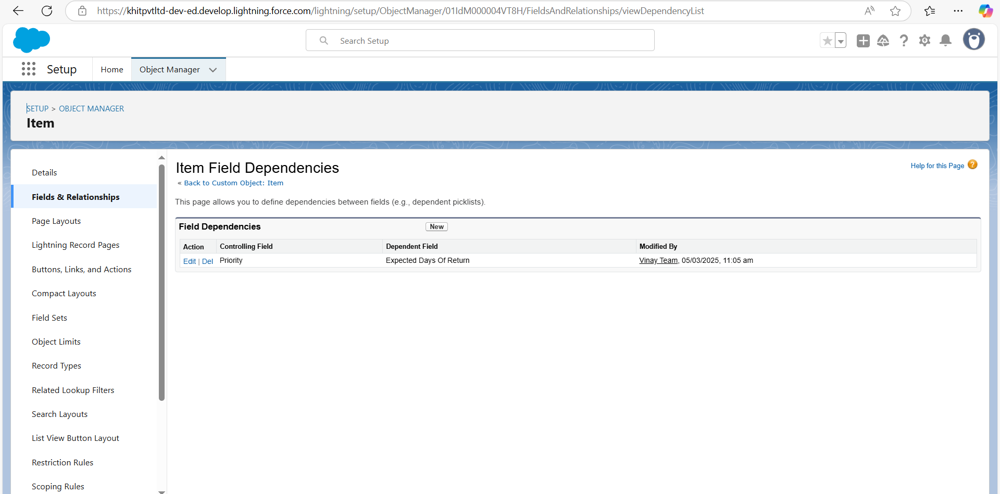 https://khitpvtltd-dev-ed.develop.lightning.force.com/lightning/setup/ObjectManager/01IdM000004VT8H/FieldsAndRelationships/viewDependencyList
Search Setup
Setup
Home
Object Manager
SETUP > OBJECT MANAGER
Item
Details
Fields & Relationships
Page Layouts
Lightning Record Pages
Buttons, Links, and Actions
Compact Layouts
Field Sets
Object Limits
Record Types
Related Lookup Filters
Search Layouts
List View Button Layout
Restriction Rules
Scoping Rules
Item Field Dependencies
Help for this Page ?
« Back to Custom Object: Item
This page allows you to define dependencies between fields (e.g., dependent picklists).
Field Dependencies New
Action Controlling Field Dependent Field Modified By
Edit | Del Priority Expected Days Of Return Vinay Team, 05/03/2025, 11:05 am